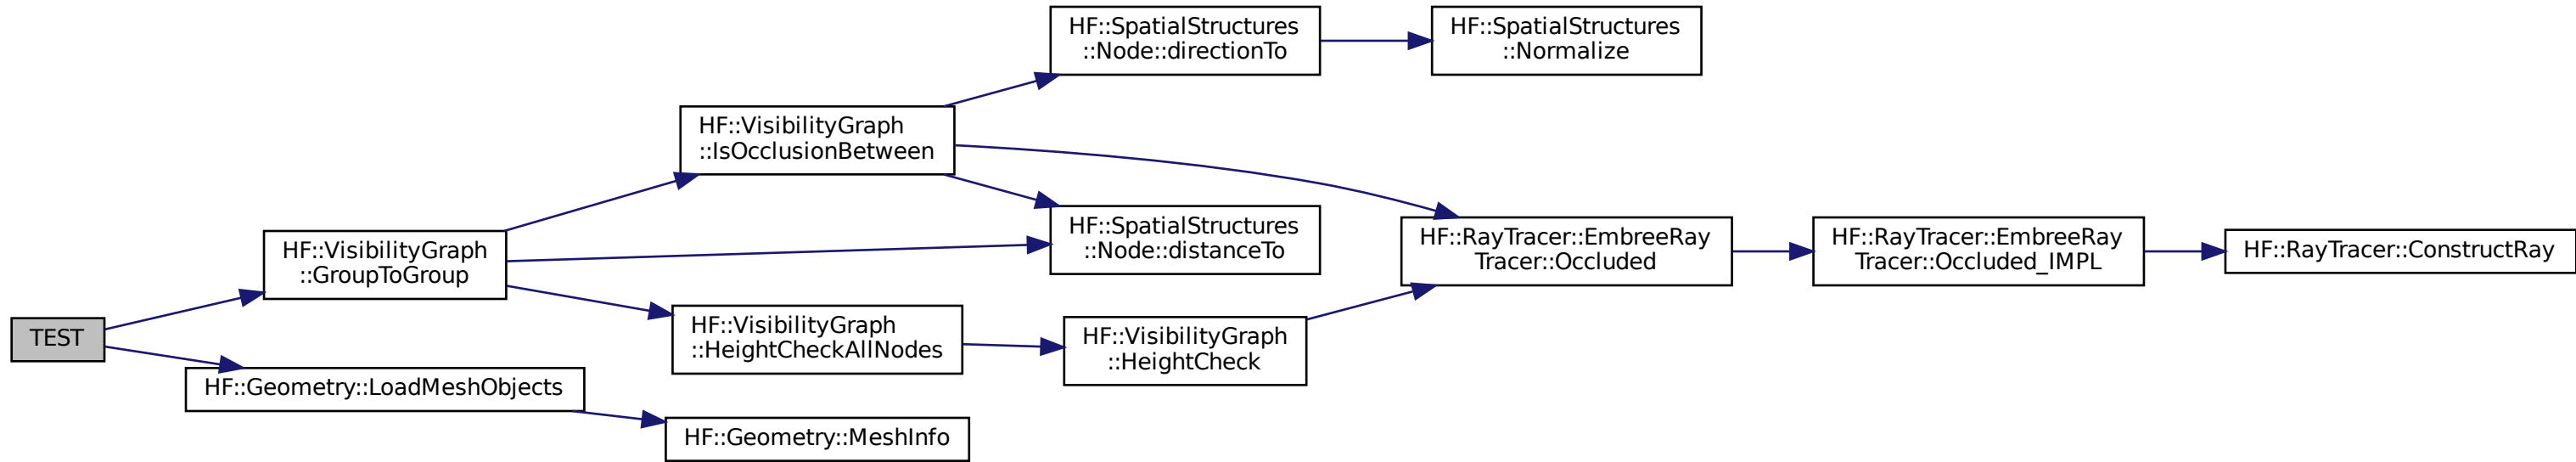 TEST
HF::VisibilityGraph
::GroupToGroup
HF::Geometry::LoadMeshObjects
HF::VisibilityGraph
::IsOcclusionBetween
HF::VisibilityGraph
::HeightCheckAllNodes
HF::Geometry::MeshInfo
HF::SpatialStructures
::Node::directionTo
HF::SpatialStructures
::Node::distanceTo
HF::VisibilityGraph
::HeightCheck
HF::SpatialStructures
::Normalize
HF::RayTracer::EmbreeRay
Tracer::Occluded
HF::RayTracer::EmbreeRay
Tracer::Occluded_IMPL
HF::RayTracer::ConstructRay